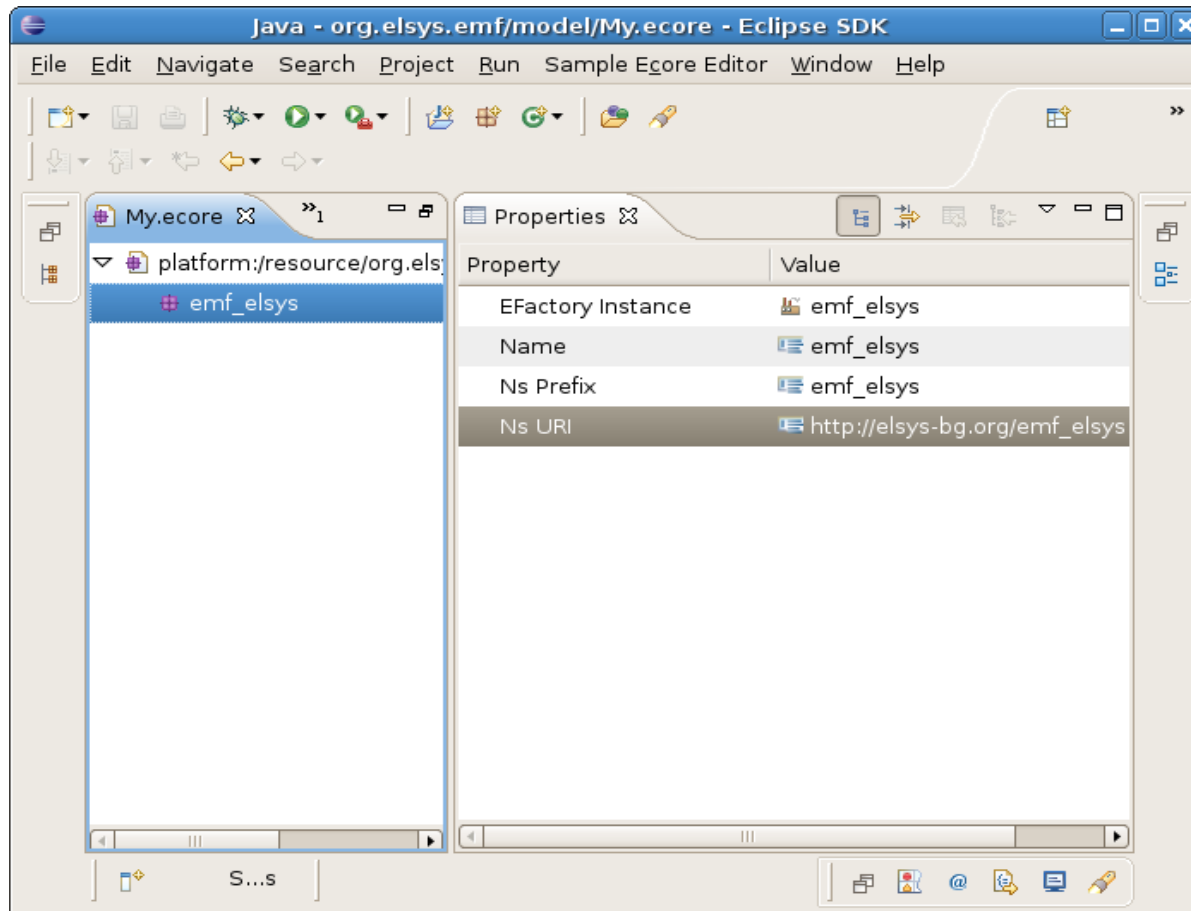 Java - org.elsys.emf/model/My.ecore - Eclipse SDK
File Edit Navigate Search Project Run Sample Ecore Editor Window Help
My.ecore
»1
Properties
platform:/resource/org.els
emf_elsys
Property Value
EFactory Instance emf_elsys
Name emf_elsys
Ns Prefix emf_elsys
Ns URI http://elsys-bg.org/emf_elsys
S...s